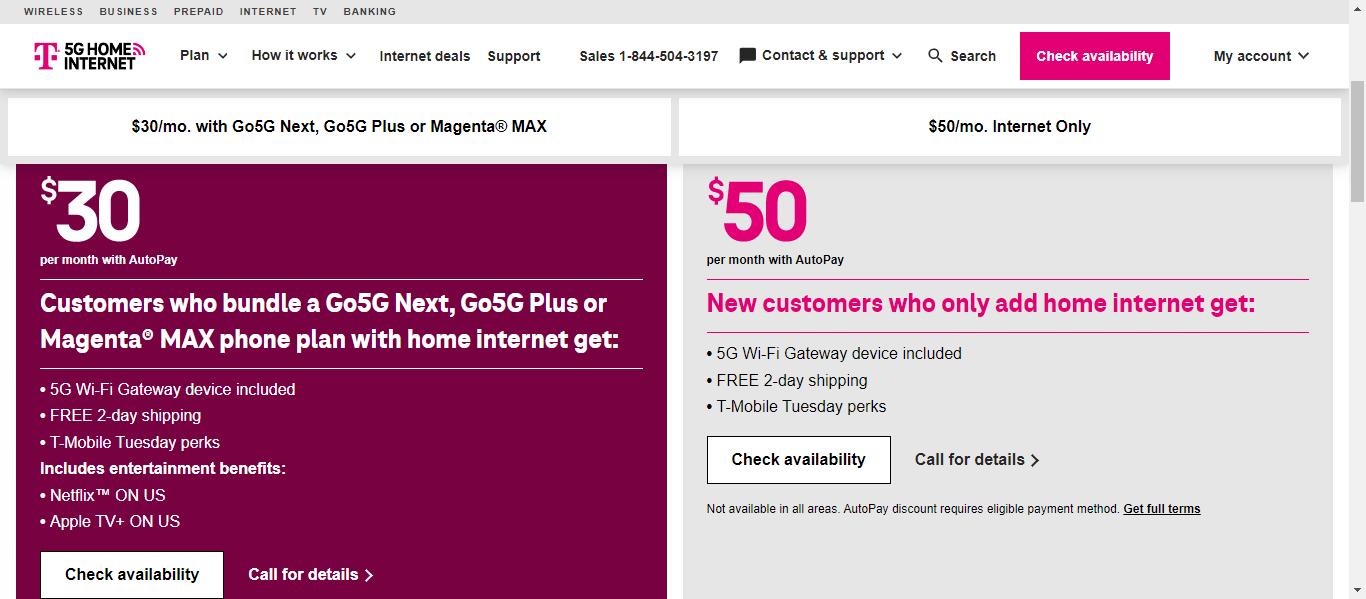 WIRELESS BUSINESS PREPAID INTERNET TV BANKING
T 5G HOME INTERNET Plan How it works Internet deals Support Sales 1-844-504-3197 Contact & support Search Check availability My account
$30/mo. with Go5G Next, Go5G Plus or Magenta® MAX
$50/mo. Internet Only
$30
per month with AutoPay
Customers who bundle a Go5G Next, Go5G Plus or
Magenta® MAX phone plan with home internet get:
• 5G Wi-Fi Gateway device included
• FREE 2-day shipping
• T-Mobile Tuesday perks
Includes entertainment benefits:
• Netflix™ ON US
• Apple TV+ ON US
Check availability Call for details
$50
per month with AutoPay
New customers who only add home internet get:
• 5G Wi-Fi Gateway device included
• FREE 2-day shipping
• T-Mobile Tuesday perks
Check availability Call for details
Not available in all areas. AutoPay discount requires eligible payment method. Get full terms